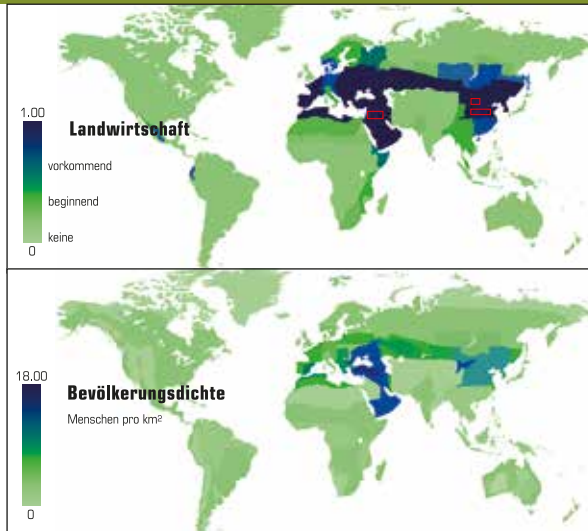 1.00
Landwirtschaft
vorkommend
beginnend
keine
0
18.00
Bevölkerungsdichte
Menschen pro km²
0